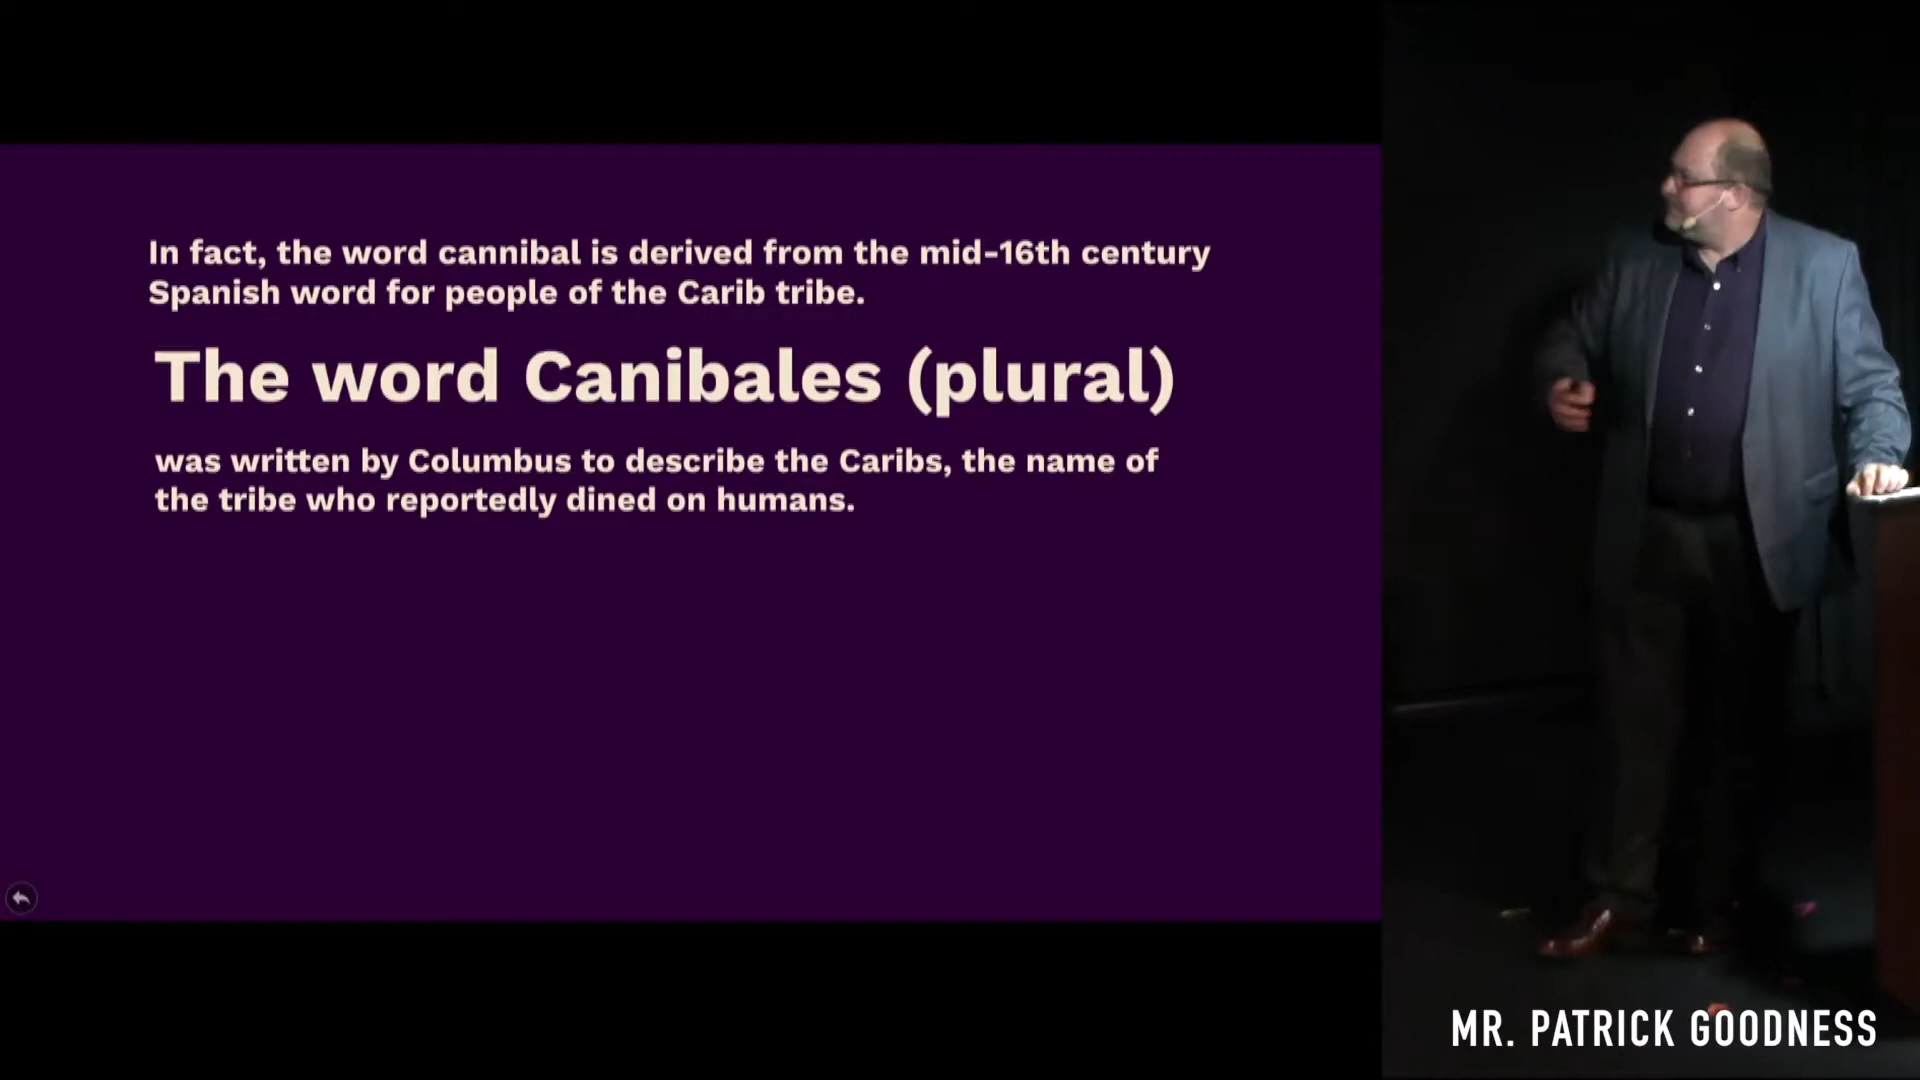 In fact, the word cannibal is derived from the mid-16th century
Spanish word for people of the Carib tribe.
The word Canibales (plural)
was written by Columbus to describe the Caribs, the name of
the tribe who reportedly dined on humans.
MR. PATRICK GOODNESS